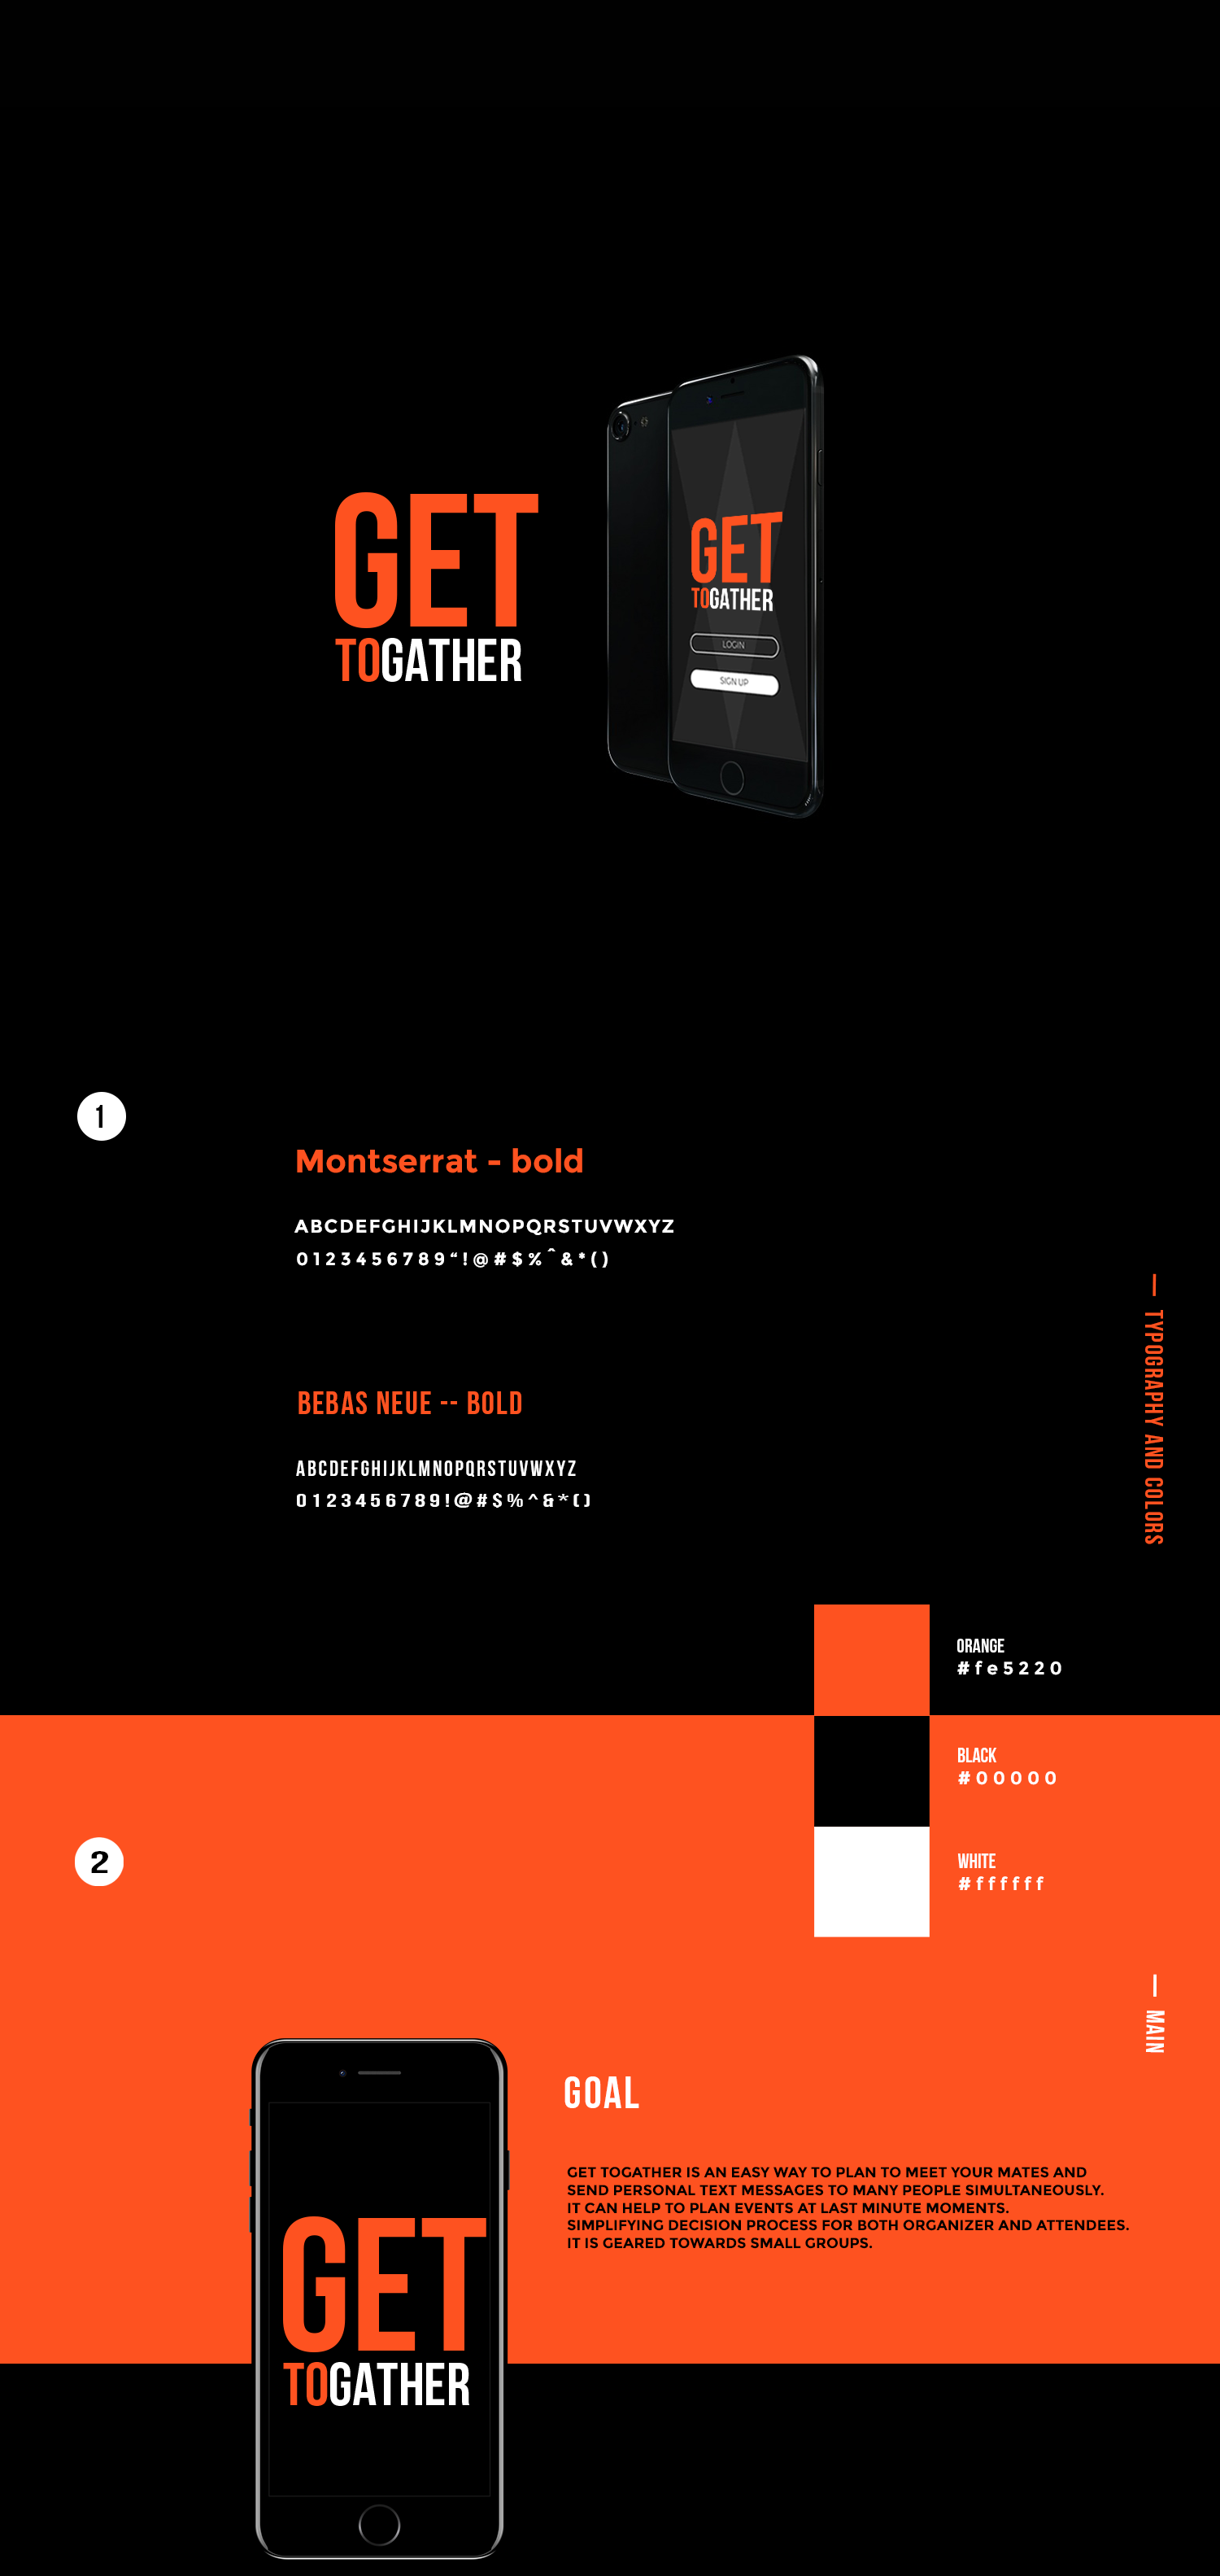 GET
TOGATHER
GET
TOGATHER
LOGIN
SIGN UP
1
Montserrat - bold
ABCDEFGHIJKLMNOPQRSTUVWXYZ
0123456789“!@#$%ˆ&*()
— TYPOGRAPHY AND COLORS
BEBAS NEUE -- BOLD
ABCDEFGHIJKLMNOPQRSTUVWXYZ
0123456789!@#$%^&*()
ORANGE
#fe5220
BLACK
#00000
2
WHITE
#ffffff
— MAIN
GOAL
GET TOGATHER IS AN EASY WAY TO PLAN TO MEET YOUR MATES AND
SEND PERSONAL TEXT MESSAGES TO MANY PEOPLE SIMULTANEOUSLY.
IT CAN HELP TO PLAN EVENTS AT LAST MINUTE MOMENTS.
SIMPLIFYING DECISION PROCESS FOR BOTH ORGANIZER AND ATTENDEES.
IT IS GEARED TOWARDS SMALL GROUPS.
GET
TOGATHER